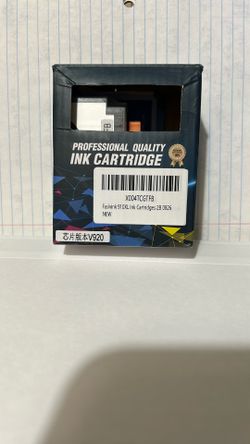 PROFESSIONAL QUALITY
INK CARTRIDGE
X004TCGTFB
NEW
芯片版本V920